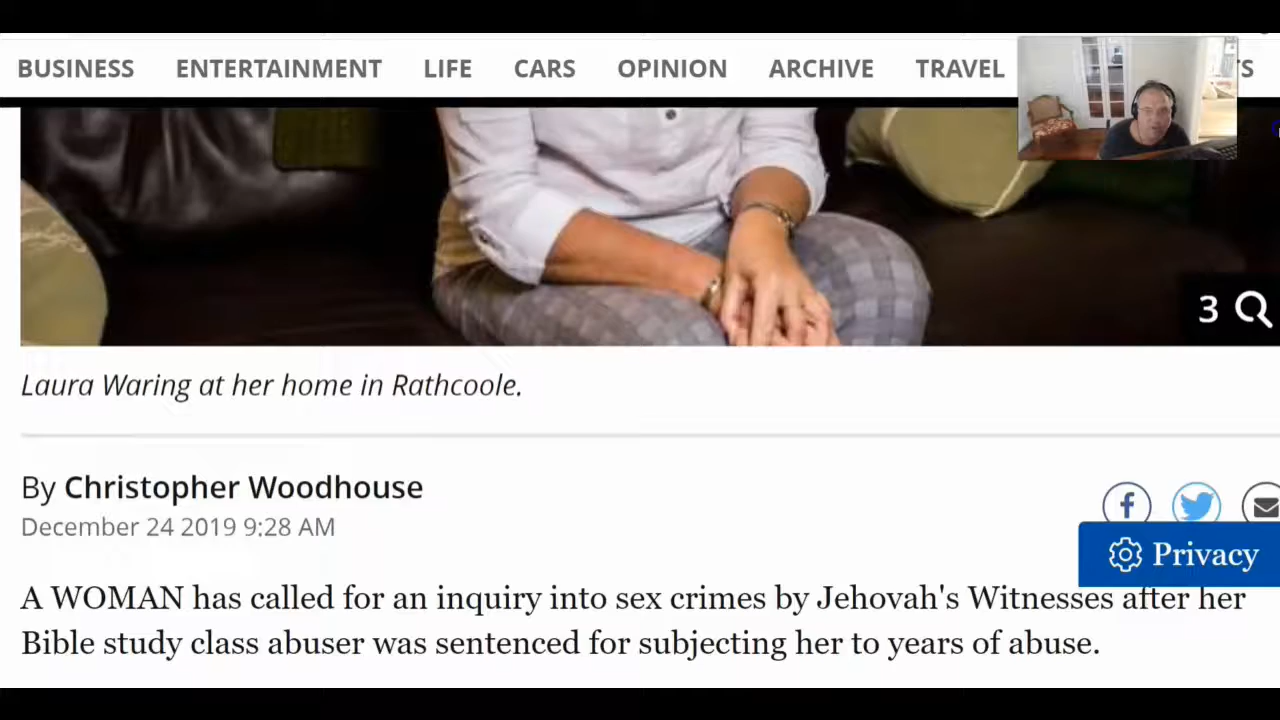 BUSINESS ENTERTAINMENT LIFE CARS OPINION ARCHIVE TRAVEL
3
Laura Waring at her home in Rathcoole.
By Christopher Woodhouse
December 24 2019 9:28 AM
Privacy
A WOMAN has called for an inquiry into sex crimes by Jehovah's Witnesses after her
Bible study class abuser was sentenced for subjecting her to years of abuse.